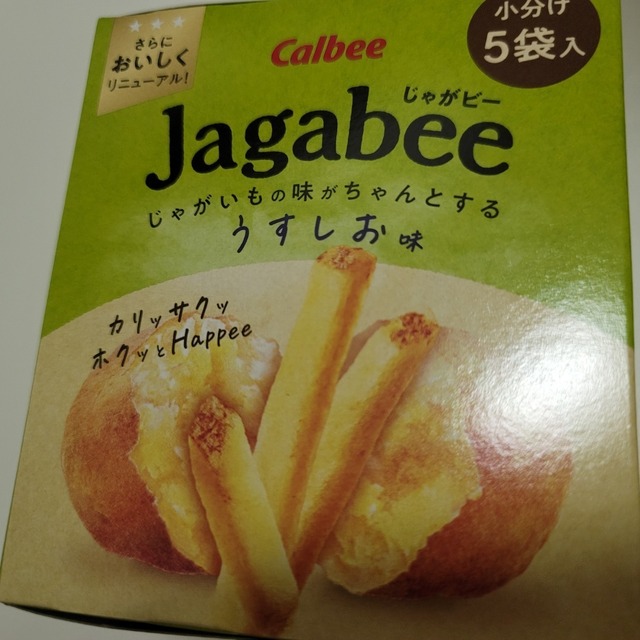 さらに
おいしく
リニューアル!
Calbee
小分け
5袋入
じゃがビー
Jagabee
じゃがいもの味がちゃんとする
うすしお味
カリッサクッ
ホクッとHappee